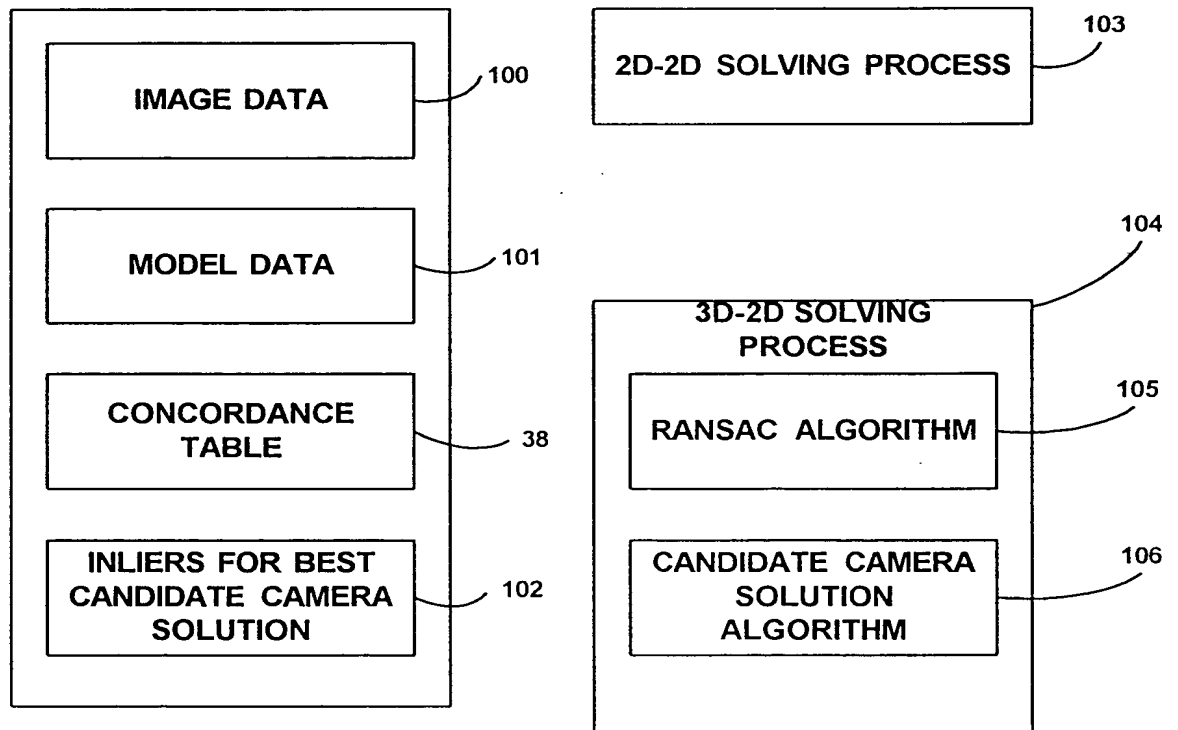 IMAGE DATA
100
MODEL DATA
101
CONCORDANCE
TABLE
38
INLIERS FOR BEST
CANDIDATE CAMERA
SOLUTION
102
2D-2D SOLVING PROCESS
103
104
3D-2D SOLVING
PROCESS
RANSAC ALGORITHM
105
CANDIDATE CAMERA
SOLUTION
ALGORITHM
106